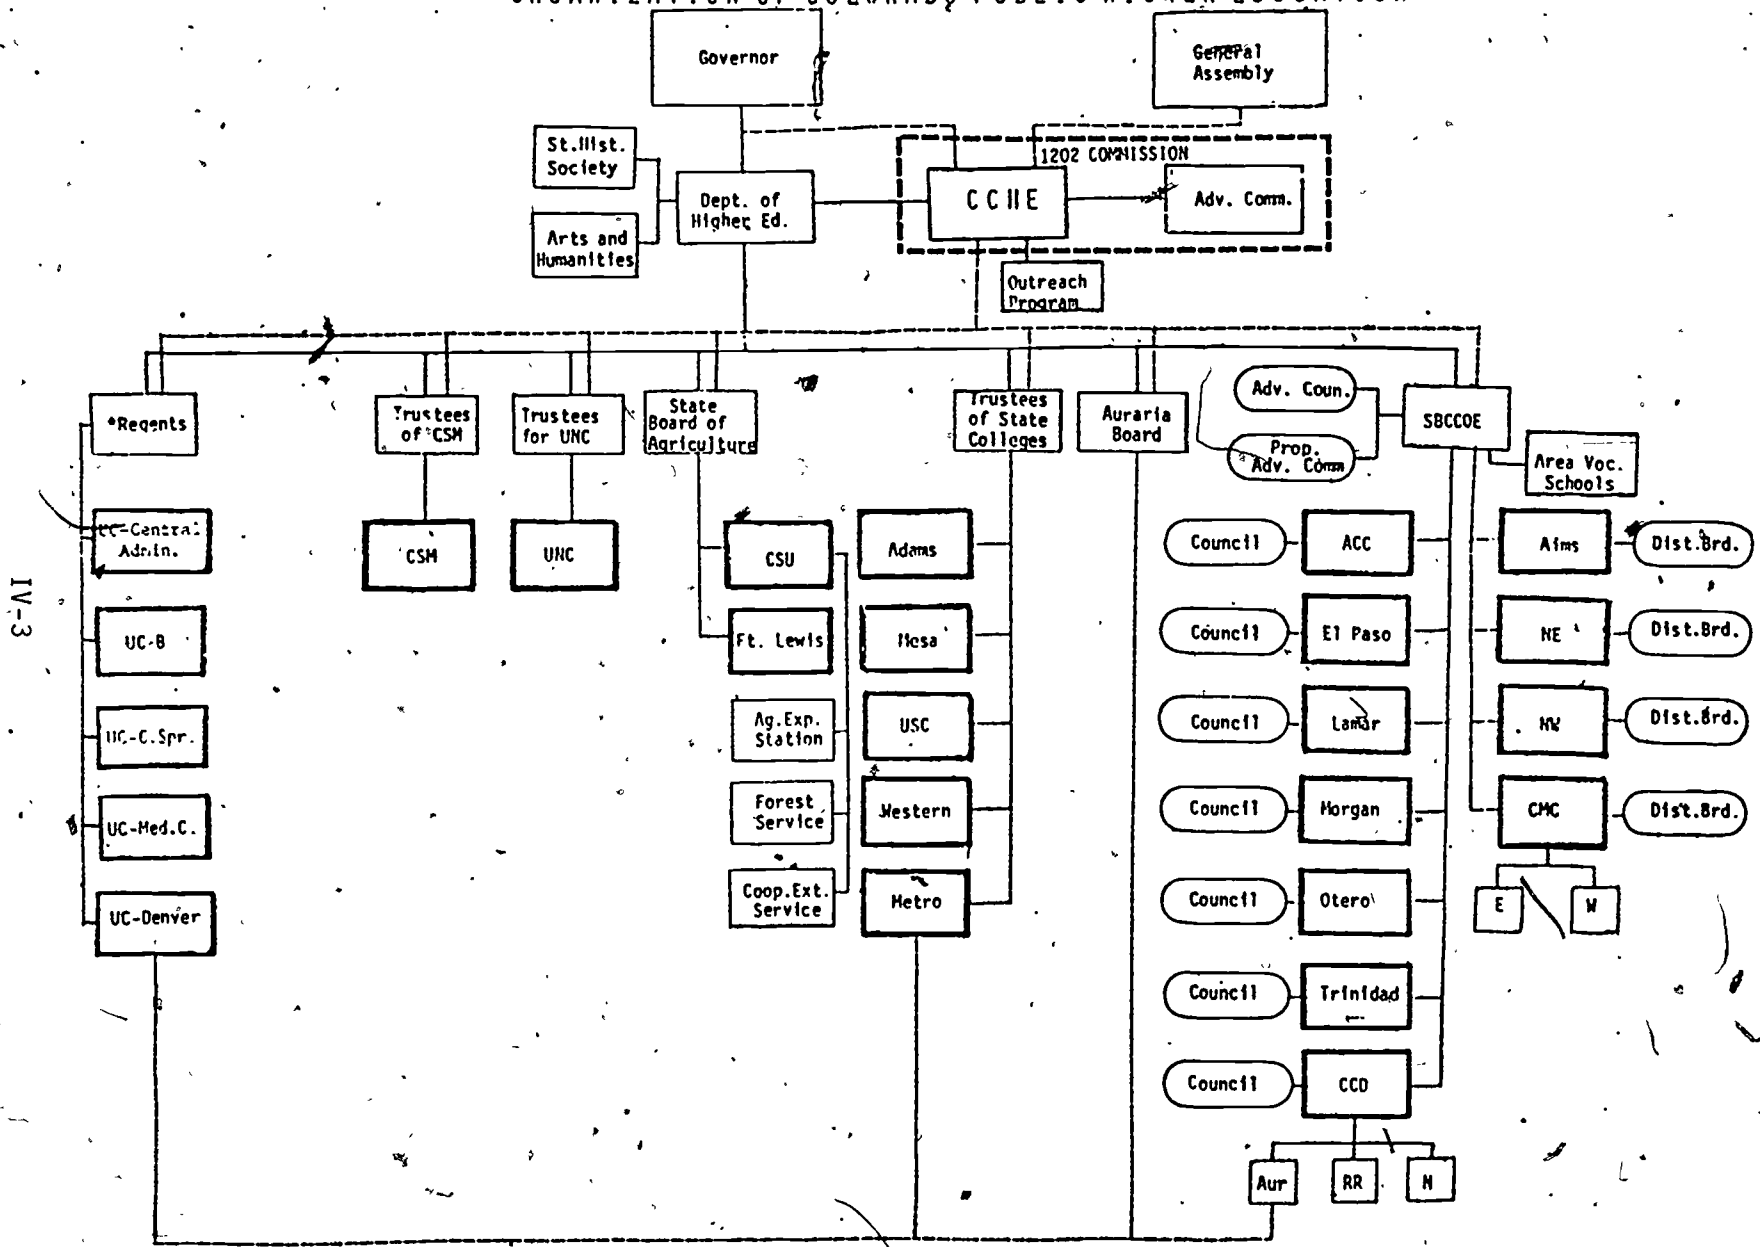 Governor
General
Assembly
St.Hist.
Society
1202 COMMISSION
Dept. of
Higher Ed.
CCHE
Adv. Comm.
Arts and
Humanities
Outreach
Program
*Regents
Trustees
of CSM
Trustees
for UNC
State
Board of
Agriculture
Trustees
of State
Colleges
Auraria
Board
Adv. Coun.
Prop.
Adv. Comm
SBCCOE
Area Voc.
Schools
UC-Central
Admin.
UC-B
UC-C.Spr.
UC-Med.C.
UC-Denver
CSM
UNC
CSU
Ft. Lewis
Ag.Exp.
Station
Forest
Service
Coop.Ext.
Service
Adams
Mesa
USC
Western
Metro
Council
ACC
Council
El Paso
Council
Lamar
Council
Morgan
Council
Otero
Council
Trinidad
Council
CCD
Aur
RR
N
Aims
Dist.Brd.
NE
Dist.Brd.
NW
Dist.Brd.
CMC
Dist.Brd.
E
W
IV-3